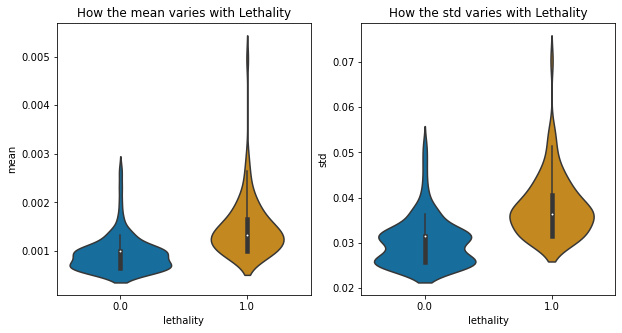 How the mean varies with Lethality
mean
0.005
0.004
0.003
0.002
0.001
0.0
1.0
lethality
How the std varies with Lethality
std
0.07
0.06
0.05
0.04
0.03
0.02
0.0
1.0
lethality